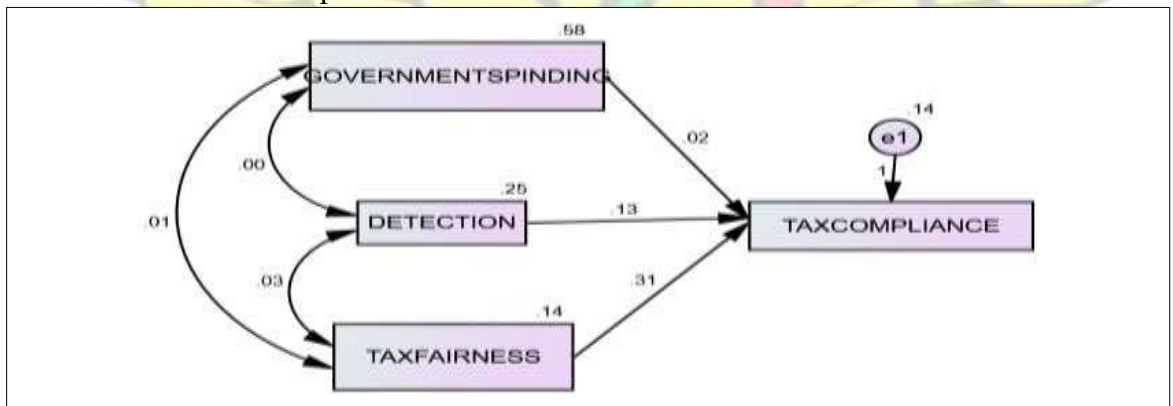 .58
GOVERNMENTSPINDING
.14
e1
.02
1
.00
.25
.01
DETECTION
.13
TAXCOMPLIANCE
.03
.31
.14
TAXFAIRNESS